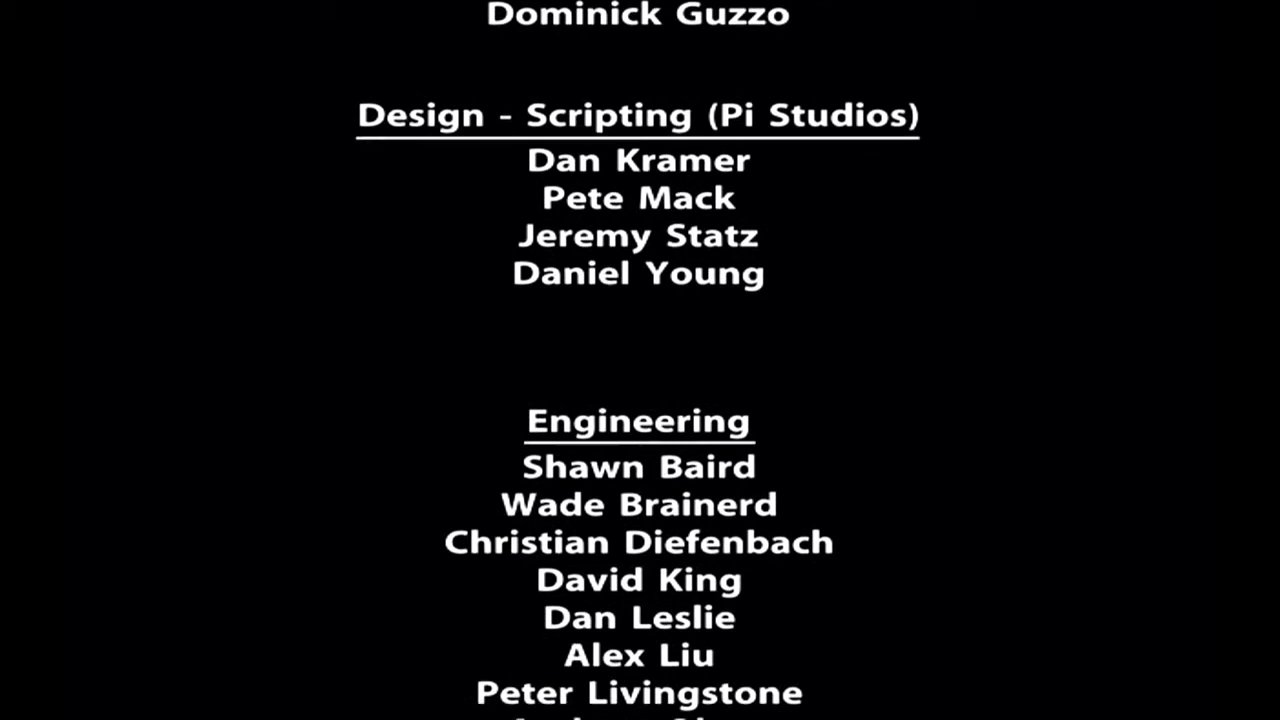 Dominick Guzzo
Design - Scripting (Pi Studios)
Dan Kramer
Pete Mack
Jeremy Statz
Daniel Young
Engineering
Shawn Baird
Wade Brainerd
Christian Diefenbach
David King
Dan Leslie
Alex Liu
Peter Livingstone